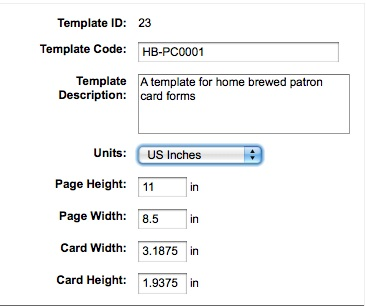 Template ID: 23
Template Code: HB-PC0001
Template Description: A template for home brewed patron card forms
Units: US Inches
Page Height: 11 in
Page Width: 8.5 in
Card Width: 3.1875 in
Card Height: 1.9375 in